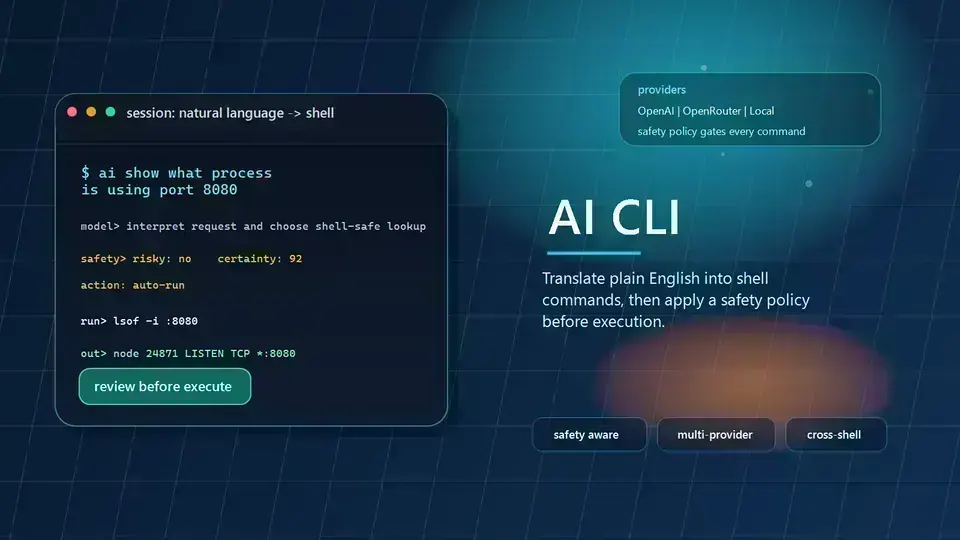 session: natural language -> shell
$ ai show what process
is using port 8080
model> interpret request and choose shell-safe lookup
safety> risky: no    certainty: 92
action: auto-run
run> lsof -i :8080
out> node 24871 LISTEN TCP *:8080
review before execute
providers
OpenAI | OpenRouter | Local
safety policy gates every command
AI CLI
Translate plain English into shell
commands, then apply a safety policy
before execution.
safety aware
multi-provider
cross-shell